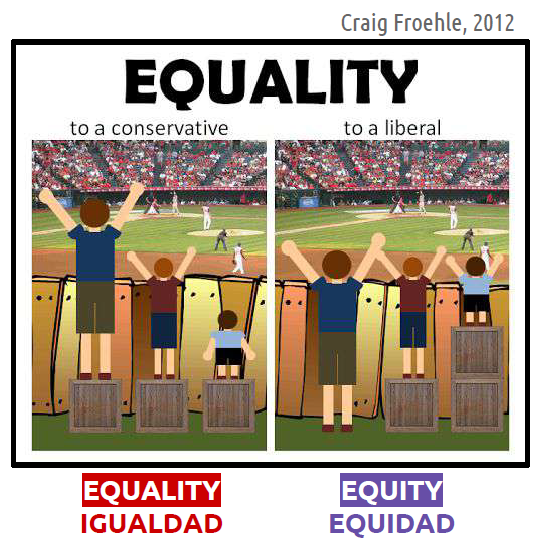 Craig Froehle, 2012
EQUALITY
to a conservative
to a liberal
EQUALITY
IGUALDAD
EQUITY
EQUIDAD